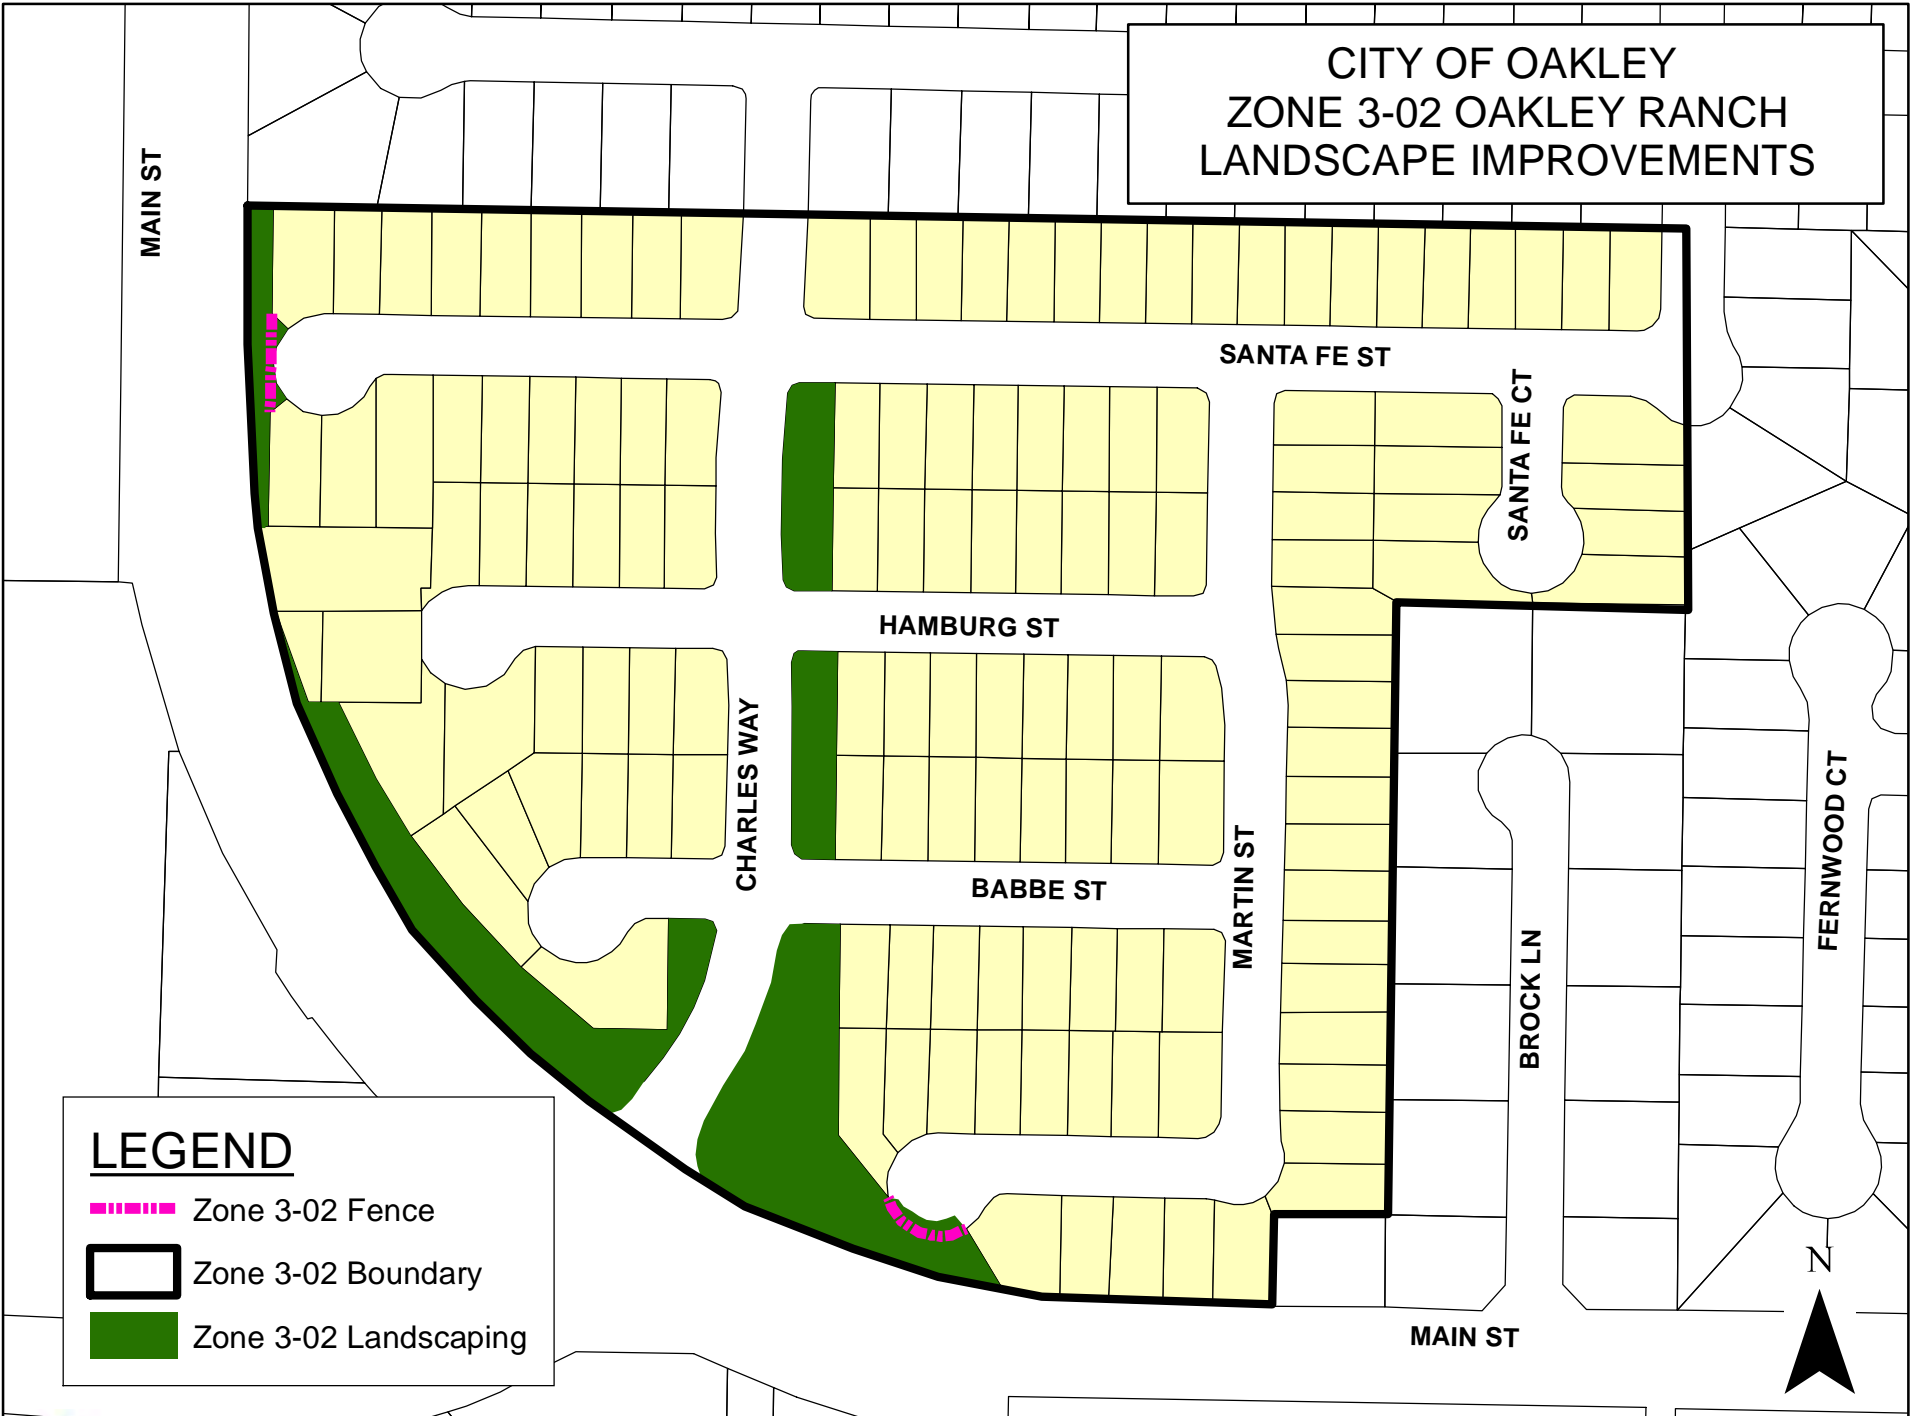 CITY OF OAKLEY
ZONE 3-02 OAKLEY RANCH
LANDSCAPE IMPROVEMENTS
MAIN ST
SANTA FE ST
SANTA FE CT
HAMBURG ST
CHARLES WAY
BABBE ST
MARTIN ST
BROCK LN
FERNWOOD CT
LEGEND
Zone 3-02 Fence
Zone 3-02 Boundary
Zone 3-02 Landscaping
N
MAIN ST